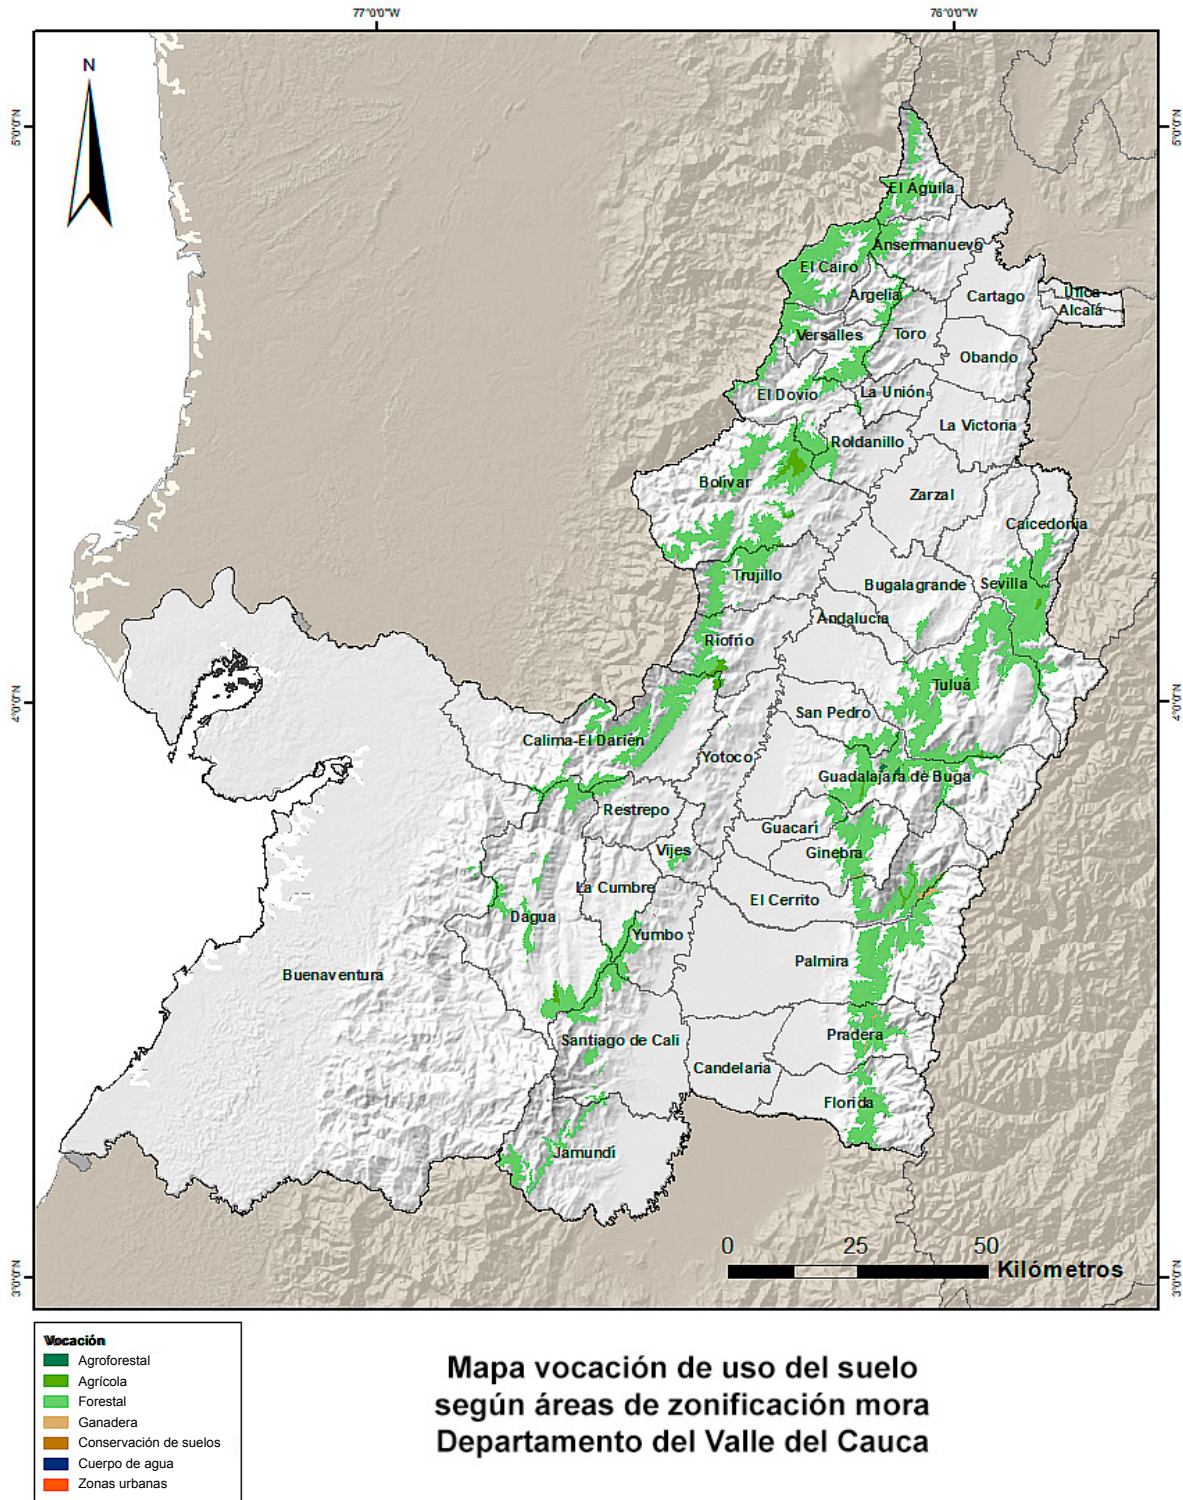 77°0'0"W
76°0'0"W
5°0'0"N
5°0'0"N
N
El Aguila
Ansermanuevo
El Cairo
Argelia
Cartago
Ulloa
Alcalá
Versalles
Toro
Obando
El Dovio
La Unión
La Victoria
Roldanillo
Bolívar
Zarzal
Caicedonia
Trujillo
Bugalagrande
Sevilla
Andalucía
Riofrío
Tuluá
4°0'0"N
4°0'0"N
San Pedro
Calima-El Darién
Yotoco
Guadalajara de Buga
Restrepo
Guacarí
Vijes
Ginebra
La Cumbre
El Cerrito
Dagua
Yumbo
Palmira
Buenaventura
Pradera
Santiago de Cali
Candelaria
Florida
Jamundí
0 25 50
Kilómetros
3°0'0"N
3°0'0"N
Vocación
Agroforestal
Agrícola
Forestal
Ganadera
Conservación de suelos
Cuerpo de agua
Zonas urbanas
Mapa vocación de uso del suelo
según áreas de zonificación mora
Departamento del Valle del Cauca